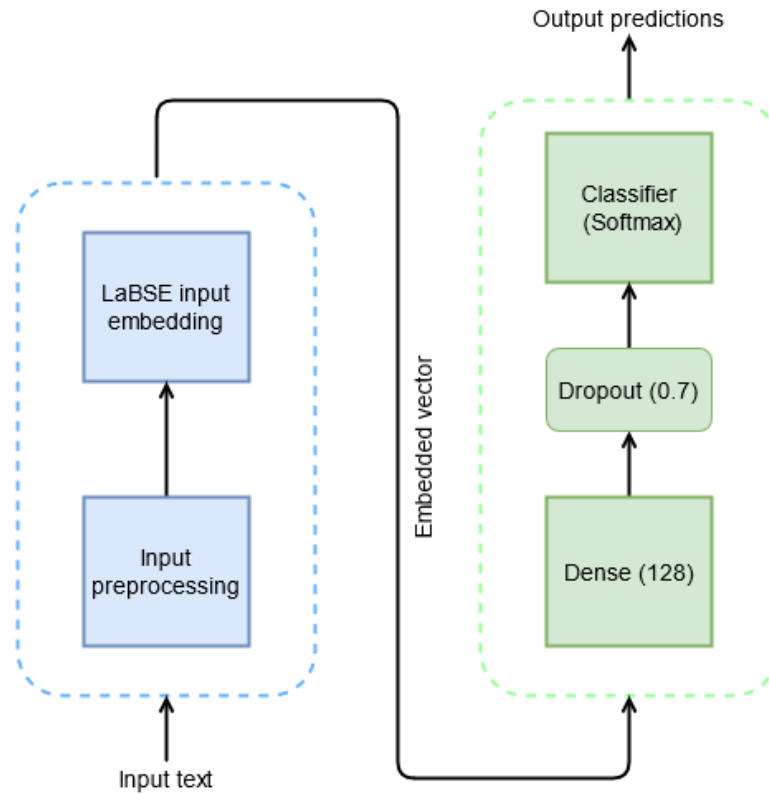 Output predictions
Classifier
(Softmax)
LaBSE input
embedding
Dropout (0.7)
Embedded vector
Input
preprocessing
Dense (128)
Input text